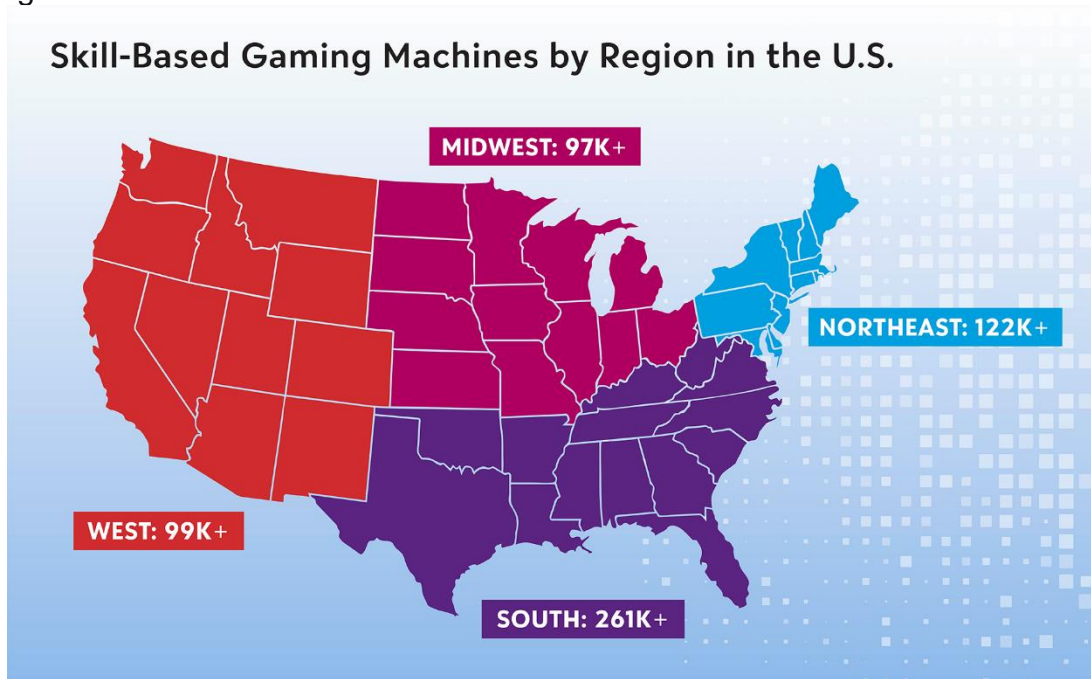 Skill-Based Gaming Machines by Region in the U.S.
MIDWEST: 97K+
NORTHEAST: 122K+
WEST: 99K+
SOUTH: 261K+